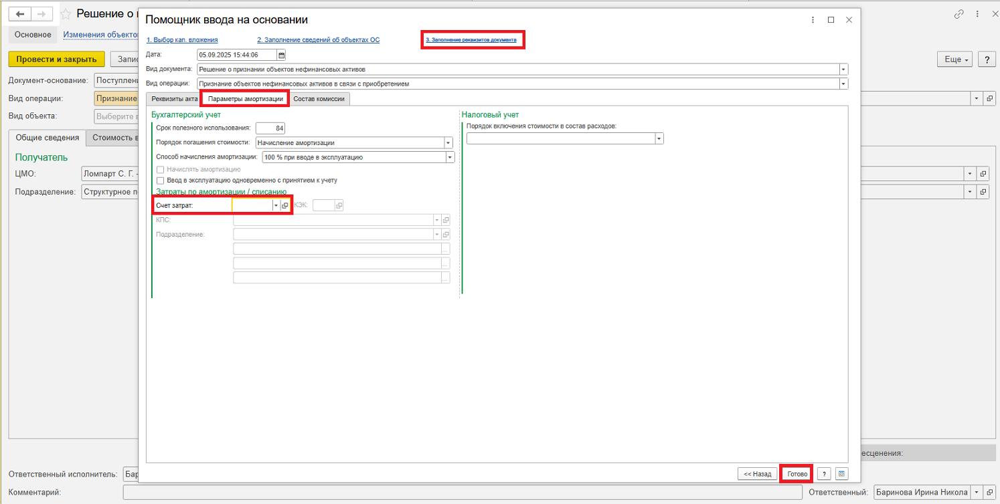 Решение о
Помощник ввода на основании
Основное
Изменения объекто
1. Выбор кап. вложения
2. Заполнение сведений об объектах ОС
3. Заполнение реквизитов документа
Провести и закрыть
Запис
Еще
?
Дата:
05.09.2025 15:44:06
Вид документа:
Решение о признании объектов нефинансовых активов
Документ-основание:
Поступлени
Вид операции:
Признание объектов нефинансовых активов в связи с приобретением
Вид операции:
Признание
Реквизиты акта
Параметры амортизации
Состав комиссии
Вид объекта:
Выберите в
Бухгалтерский учет
Налоговый учет
Срок полезного использования:
84
Порядок включения стоимости в состав расходов:
Общие сведения
Стоимость в
Порядок погашения стоимости:
Начисление амортизации
Получатель
Способ начисления амортизации:
100 % при вводе в эксплуатацию
ЦМО:
Ломпарт С. Г. -
Начислять амортизацию
Ввод в эксплуатацию одновременно с принятием к учету
Подразделение:
Структурное п
Затраты по амортизации / списанию
Счет затрат:
КЭК:
КПС:
Подразделение:
...
...
...
есценения:
Ответственный исполнитель:
Бар
<< Назад
Готово
?
Комментарий:
Ответственный:
Баринова Ирина Никола